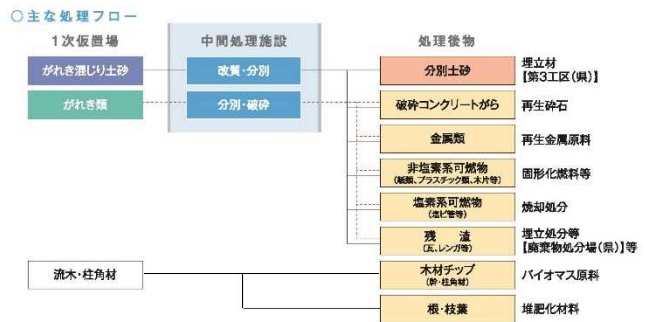 ○主な処理フロー
1次仮置場
中間処理施設
処理後物
がれき混じり土砂
改質・分別
分別土砂
埋立材
【第3工区(県)】
がれき類
分別・破砕
破砕コンクリートがら
再生砕石
金属類
再生金属原料
非塩素系可燃物
(紙類、プラスチック類、木片等)
固形化燃料等
塩素系可燃物
(塩ビ管等)
焼却処分
残 渣
(瓦、レンガ等)
埋立処分等
【廃棄物処分場(県)】等
流木・柱角材
木材チップ
(幹・柱角材)
バイオマス原料
根・枝葉
堆肥化材料